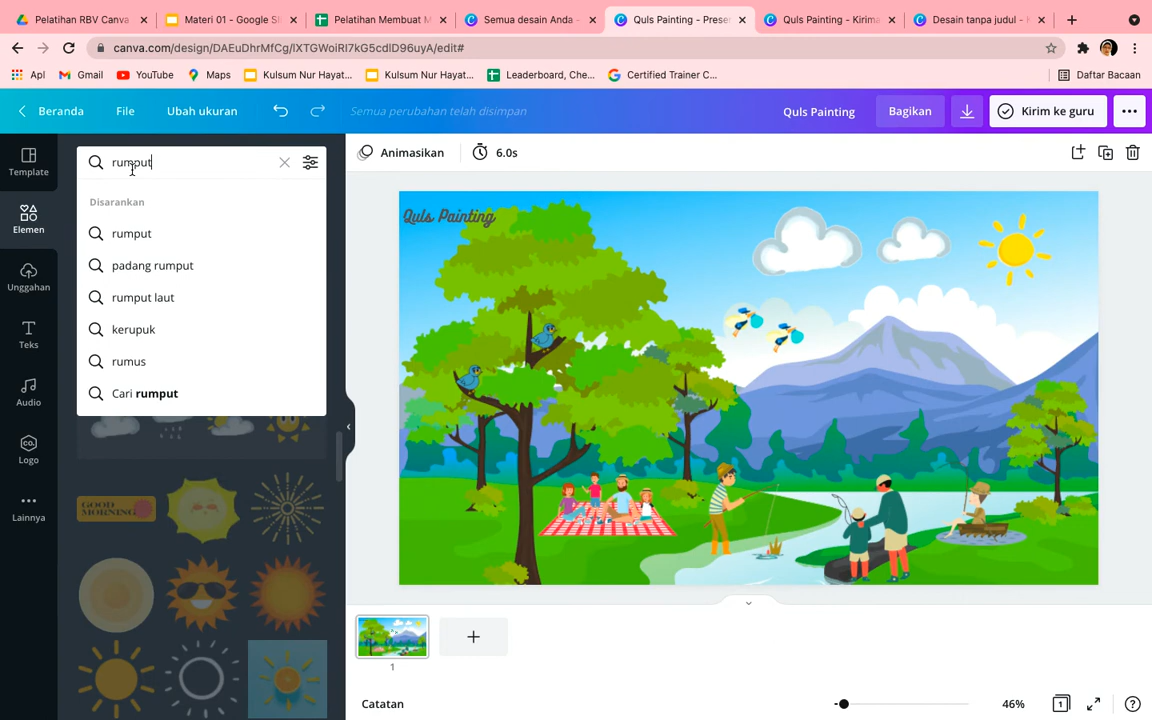 Pelatihan RBV Canva
Materi 01 - Google Sl
Pelatihan Membuat M
Semua desain Anda -
Quls Painting - Prese
Quls Painting - Kirima
Desain tanpa judul -
canva.com/design/DAEuDhrMfCg/IXTGWoiRI7kG5cdlD96uyA/edit#
Apl
Gmail
YouTube
Maps
Kulsum Nur Hayat...
Kulsum Nur Hayat...
Leaderboard, Che...
Certified Trainer C...
Daftar Bacaan
Beranda
File
Ubah ukuran
Semua perubahan telah disimpan
Quls Painting
Bagikan
Kirim ke guru
Template
Elemen
Unggahan
Teks
Audio
Logo
Lainnya
rumput
Disarankan
rumput
padang rumput
rumput laut
kerupuk
rumus
Cari rumput
GOOD MORNING
Animasikan
6.0s
Quls Painting
1
Catatan
46%
1